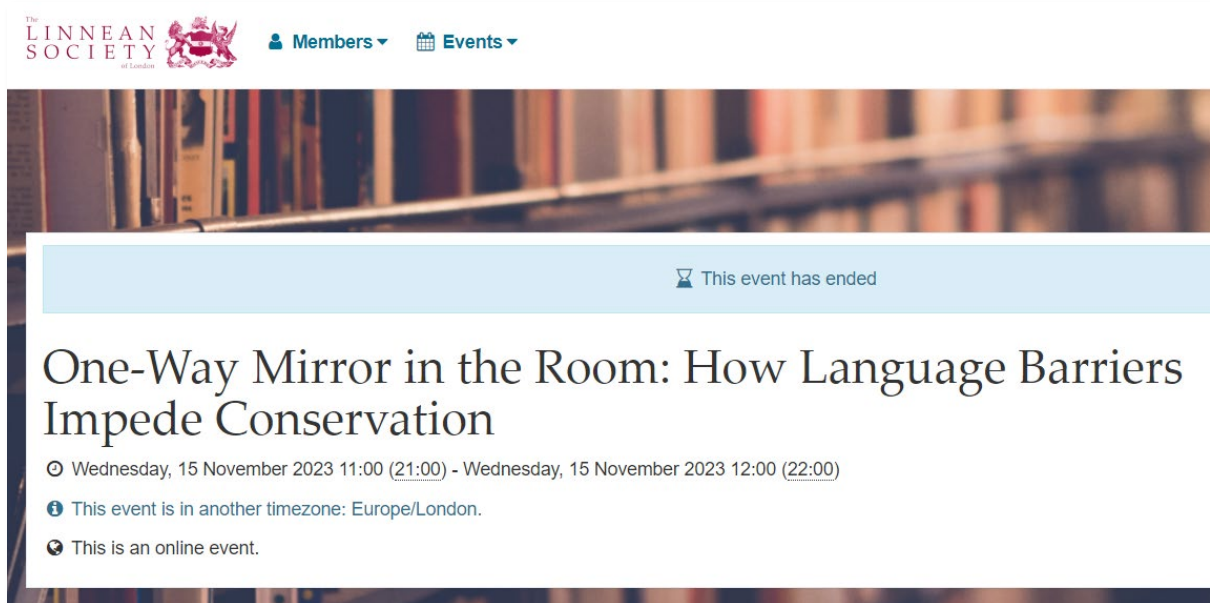 The
LINNEAN
SOCIETY
of London
Members Events
This event has ended
One-Way Mirror in the Room: How Language Barriers
Impede Conservation
Wednesday, 15 November 2023 11:00 (21:00) - Wednesday, 15 November 2023 12:00 (22:00)
This event is in another timezone: Europe/London.
This is an online event.